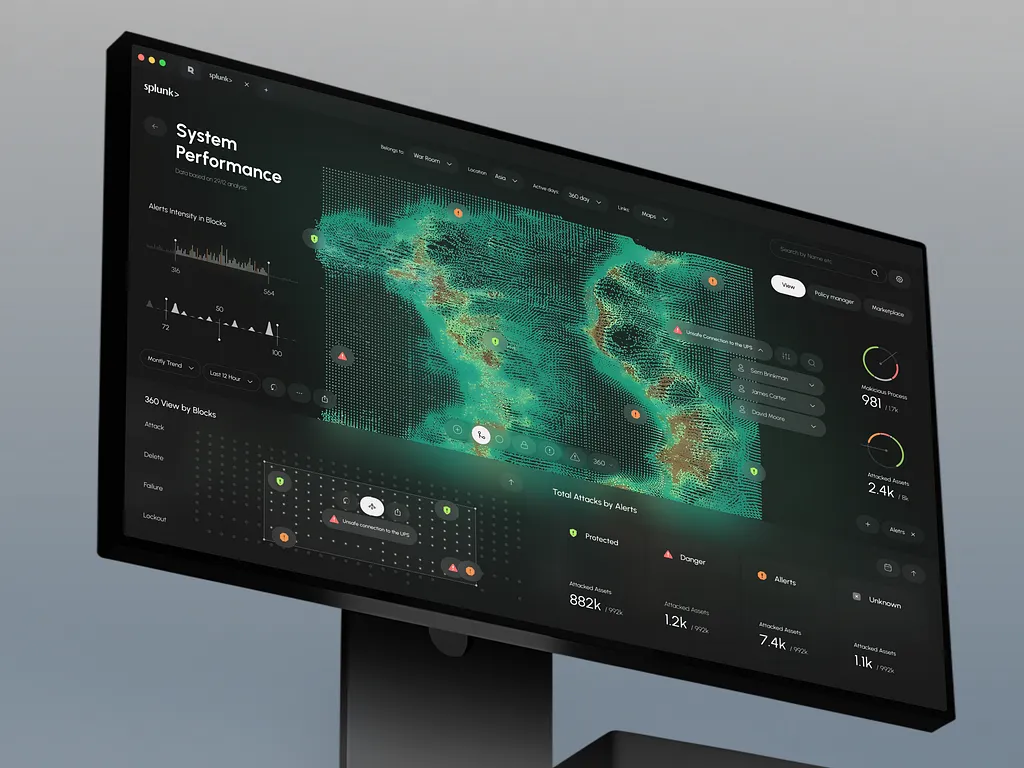 splunk>
splunk>
System
Performance
Data based on 29/12 analysis
Belongs to
War Room
Location
Asia
Active days
360 day
Links
Maps
Search by Name etc
View
Policy manager
Marketplace
Alerts Intensity in Blocks
316
564
50
72
100
Montly Trend
Last 12 Hour
Unsafe Connection to the UPS
Sem Brinkman
James Carter
David Moore
Malicious Process
981 / 1.7k
Attacked Assets
2.4k / 8k
Alerts
360
360 View by Blocks
Attack
Delete
Failure
Lockout
Unsafe connection to the UPS
Total Attacks by Alerts
Protected
Attacked Assets
882k / 992k
Danger
Attacked Assets
1.2k / 992k
Allerts
Attacked Assets
7.4k / 992k
Unknown
Attacked Assets
1.1k / 992k